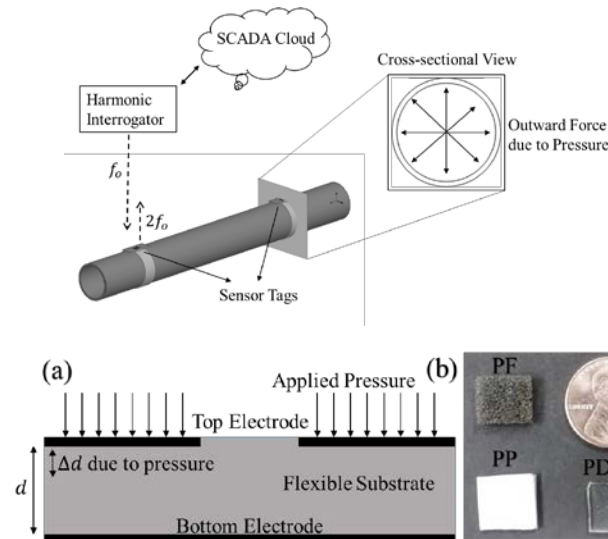 SCADA Cloud
Harmonic
Interrogator
Cross-sectional View
Outward Force
due to Pressure
fₒ
2fₒ
Sensor Tags
(a)
Applied Pressure
(b)
PF
Top Electrode
Δd due to pressure
d
Flexible Substrate
PP
PD
Bottom Electrode